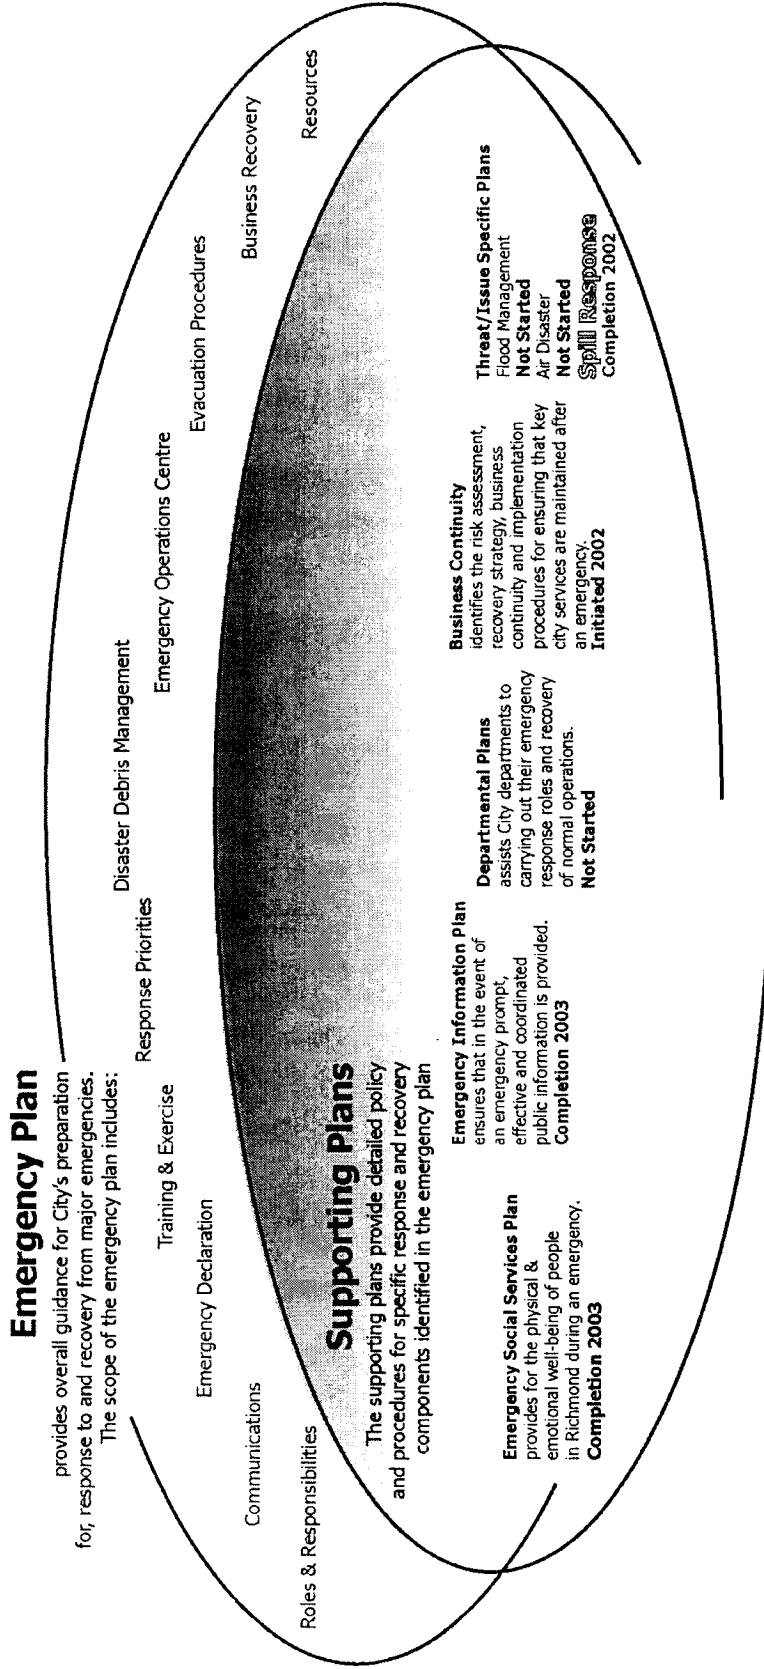 Emergency Plan
provides overall guidance for City's preparation
for, response to and recovery from major emergencies.
The scope of the emergency plan includes:
Roles & Responsibilities
Communications
Emergency Declaration
Training & Exercise
Response Priorities
Disaster Debris Management
Emergency Operations Centre
Evacuation Procedures
Business Recovery
Resources
Supporting Plans
The supporting plans provide detailed policy
and procedures for specific response and recovery
components identified in the emergency plan
Emergency Social Services Plan
provides for the physical &
emotional well-being of people
in Richmond during an emergency.
Completion 2003
Emergency Information Plan
ensures that in the event of
an emergency prompt,
effective and coordinated
public information is provided.
Completion 2003
Departmental Plans
assists City departments to
carrying out their emergency
response roles and recovery
of normal operations.
Not Started
Business Continuity
identifies the risk assessment,
recovery strategy, business
continuity and implementation
procedures for ensuring that key
city services are maintained after
an emergency.
Initiated 2002
Threat/Issue Specific Plans
Flood Management
Not Started
Air Disaster
Not Started
Spill Response
Completion 2002